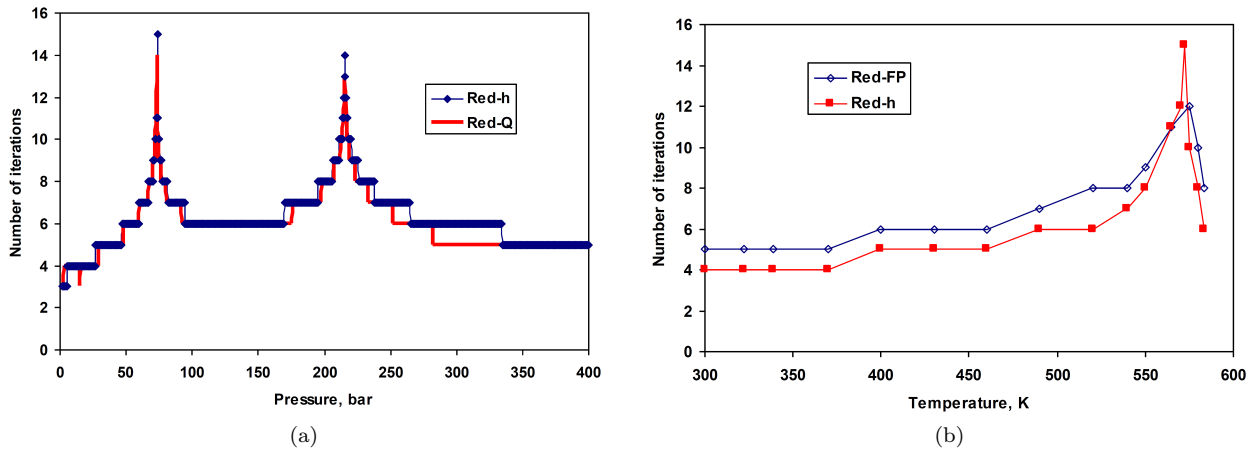 16
14
12
10
8
6
4
2
0
Number of iterations
0 50 100 150 200 250 300 350 400
Pressure, bar
Red-h
Red-Q
(a)
16
14
12
10
8
6
4
2
0
Number of iterations
300 350 400 450 500 550 600
Temperature, K
Red-FP
Red-h
(b)